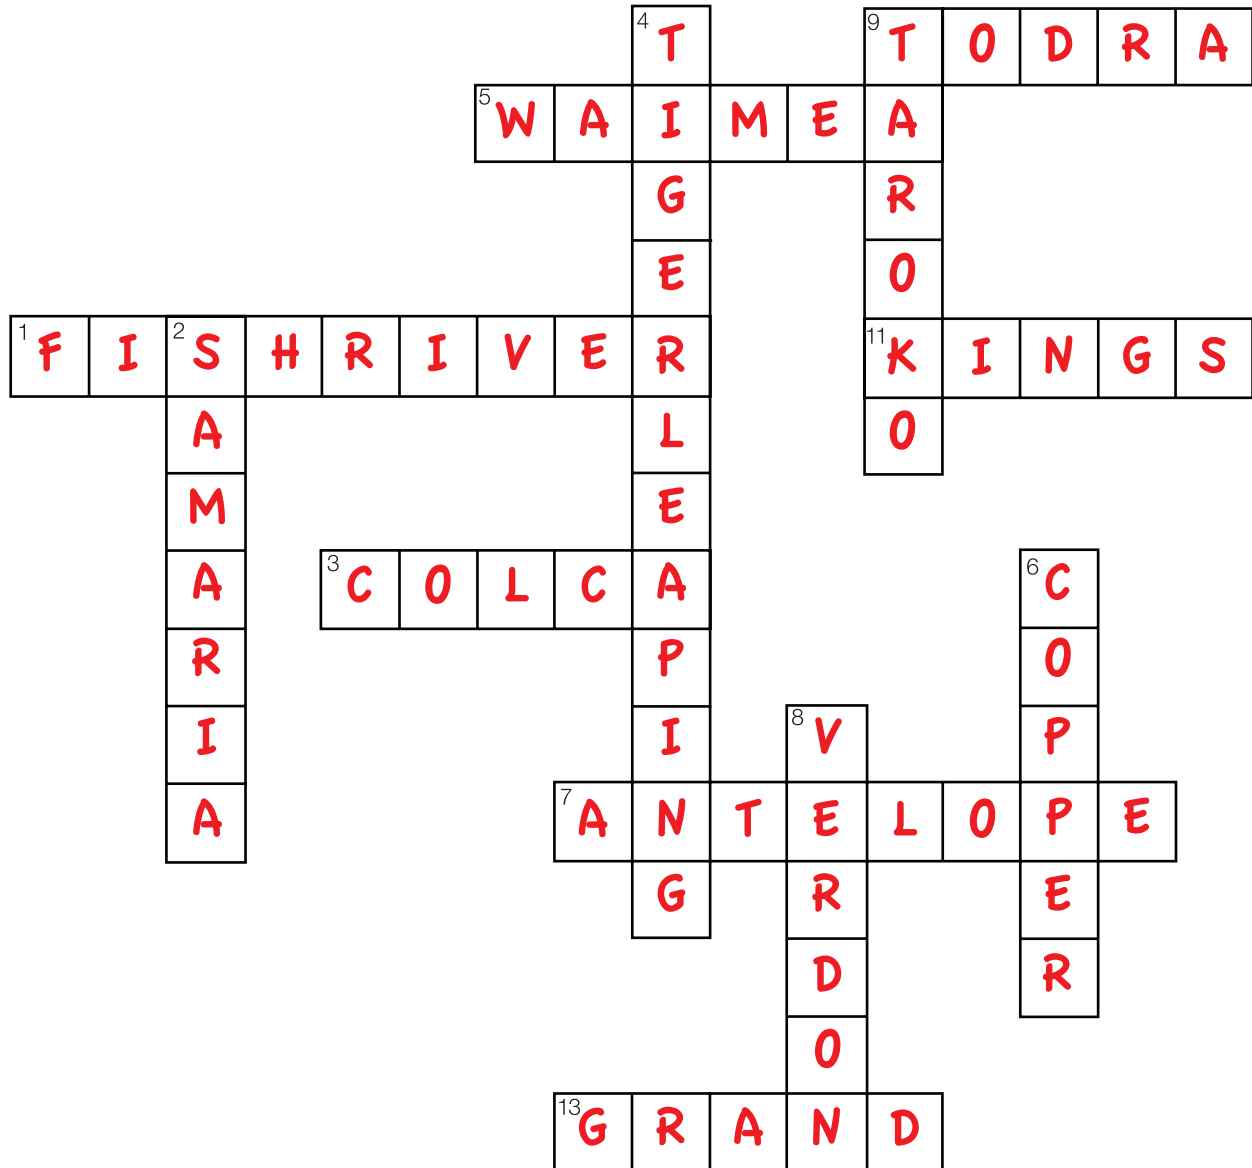 4 T 9 T O D R A
5 W A I M E A
G R
E O
1 F I 2 S H R I V E R 11 K I N G S
A L O
M E
A 3 C O L C A 6 C
R P O
I I 8 V P
A 7 A N T E L O P E
G R E
D R
O
13 G R A N D